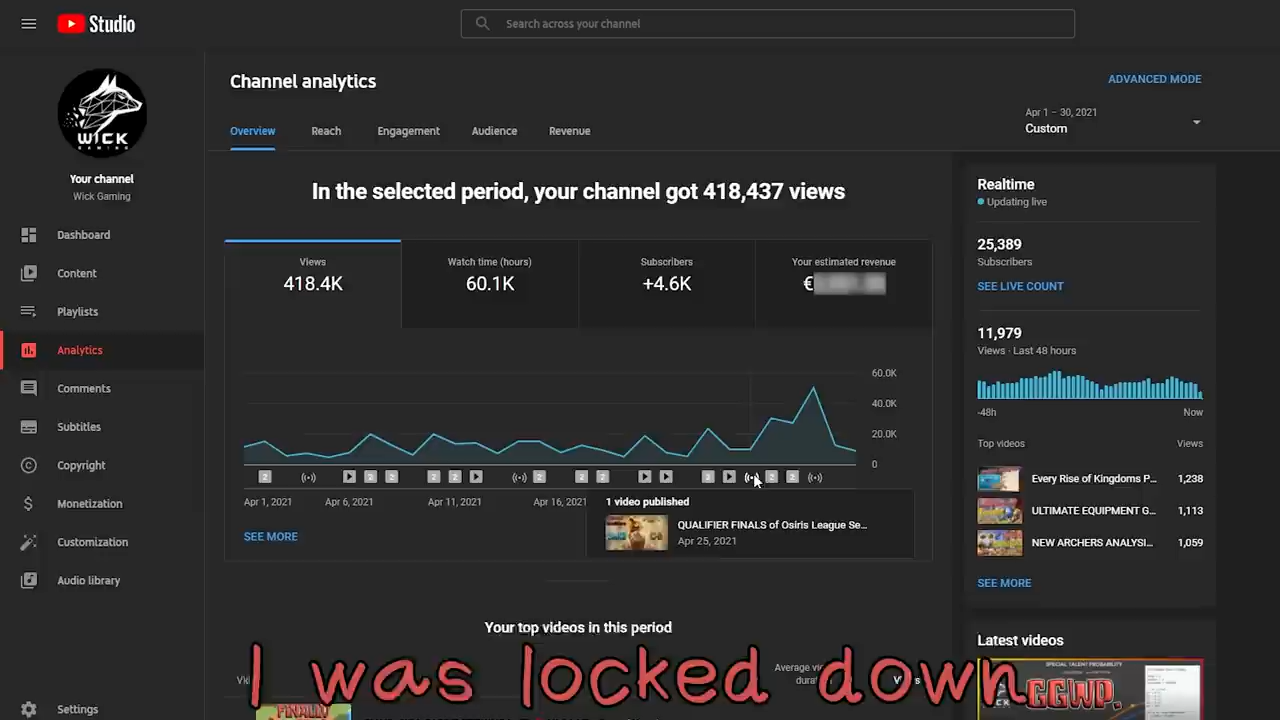 Studio
Search across your channel
WICK
GAMING
Your channel
Wick Gaming
Dashboard
Content
Playlists
Analytics
Comments
Subtitles
Copyright
Monetization
Customization
Audio library
Settings
Channel analytics
ADVANCED MODE
Overview
Reach
Engagement
Audience
Revenue
Apr 1 – 30, 2021
Custom
In the selected period, your channel got 418,437 views
Views
418.4K
Watch time (hours)
60.1K
Subscribers
+4.6K
Your estimated revenue
€
60.0K
40.0K
20.0K
0
Apr 1, 2021
Apr 6, 2021
Apr 11, 2021
Apr 16, 2021
1 video published
QUALIFIER FINALS of Osiris League Se...
Apr 25, 2021
SEE MORE
Your top videos in this period
Average
FINALLY
I was locked down
Realtime
Updating live
25,389
Subscribers
SEE LIVE COUNT
11,979
Views · Last 48 hours
-48h
Now
Top videos
Views
Every Rise of Kingdoms P...
1,238
ULTIMATE EQUIPMENT G...
1,113
NEW ARCHERS ANALYSI...
1,059
SEE MORE
Latest videos
SPECIAL TALENT PROBABILITY
GGWP.